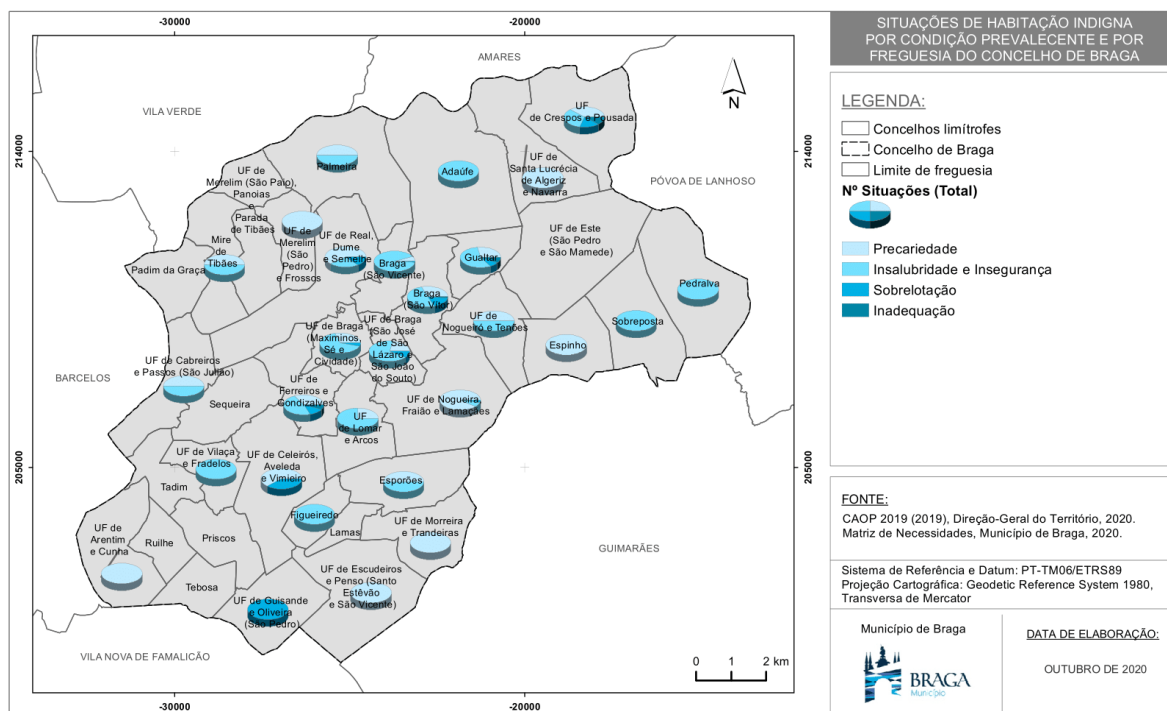 -30000
-20000
SITUAÇÕES DE HABITAÇÃO INDIGNA
POR CONDIÇÃO PREVALECENTE E POR
FREGUESIA DO CONCELHO DE BRAGA
AMARES
VILA VERDE
PÓVOA DE LANHOSO
BARCELOS
GUIMARÃES
VILA NOVA DE FAMALICÃO
214000
214000
205000
205000
N
UF
de Crespos e Pousada
Palmeira
Adaúfe
UF de
Santa Lucrécia
de Algeriz
e Navarra
UF de
Merelim (São Paio),
Panoias
e
Parada
de Tibães
UF de
Merelim
(São
Pedro)
e Frossos
UF de Real,
Dume
e Semelhe
Mire
de
Tibães
Padim da Graça
Braga
(São Vicente)
Gualtar
UF de Este
(São Pedro
e São Mamede)
Pedralva
Braga
(São Vítor)
UF de
Nogueiró e Tenões
Sobreposta
Espinho
UF de Braga
(Maximinos,
Sé e
Cividade)
UF de Braga
(São José
de São
Lázaro e
São João
do Souto)
UF de Cabreiros
e Passos (São Julião)
Sequeira
UF de
Ferreiros e
Gondizalves
UF
de Lomar
e Arcos
UF de Nogueira,
Fraião e Lamaçães
UF de Vilaça
e Fradelos
UF de Celeirós,
Aveleda
e Vimieiro
Esporões
Tadim
Figueiredo
Lamas
UF de Morreira
e Trandeiras
UF de
Arentim
e Cunha
Ruilhe
Priscos
Tebosa
UF de Escudeiros
e Penso (Santo
Estêvão
e São Vicente)
UF de Guisande
e Oliveira
(São Pedro)
0 1 2 km
-30000
-20000
LEGENDA:
Concelhos limítrofes
Concelho de Braga
Limite de freguesia
Nº Situações (Total)
Precariedade
Insalubridade e Insegurança
Sobrelotação
Inadequação
FONTE:
CAOP 2019 (2019), Direção-Geral do Território, 2020.
Matriz de Necessidades, Município de Braga, 2020.
Sistema de Referência e Datum: PT-TM06/ETRS89
Projeção Cartográfica: Geodetic Reference System 1980,
Transversa de Mercator
Município de Braga
BRAGA
Município
DATA DE ELABORAÇÃO:
OUTUBRO DE 2020